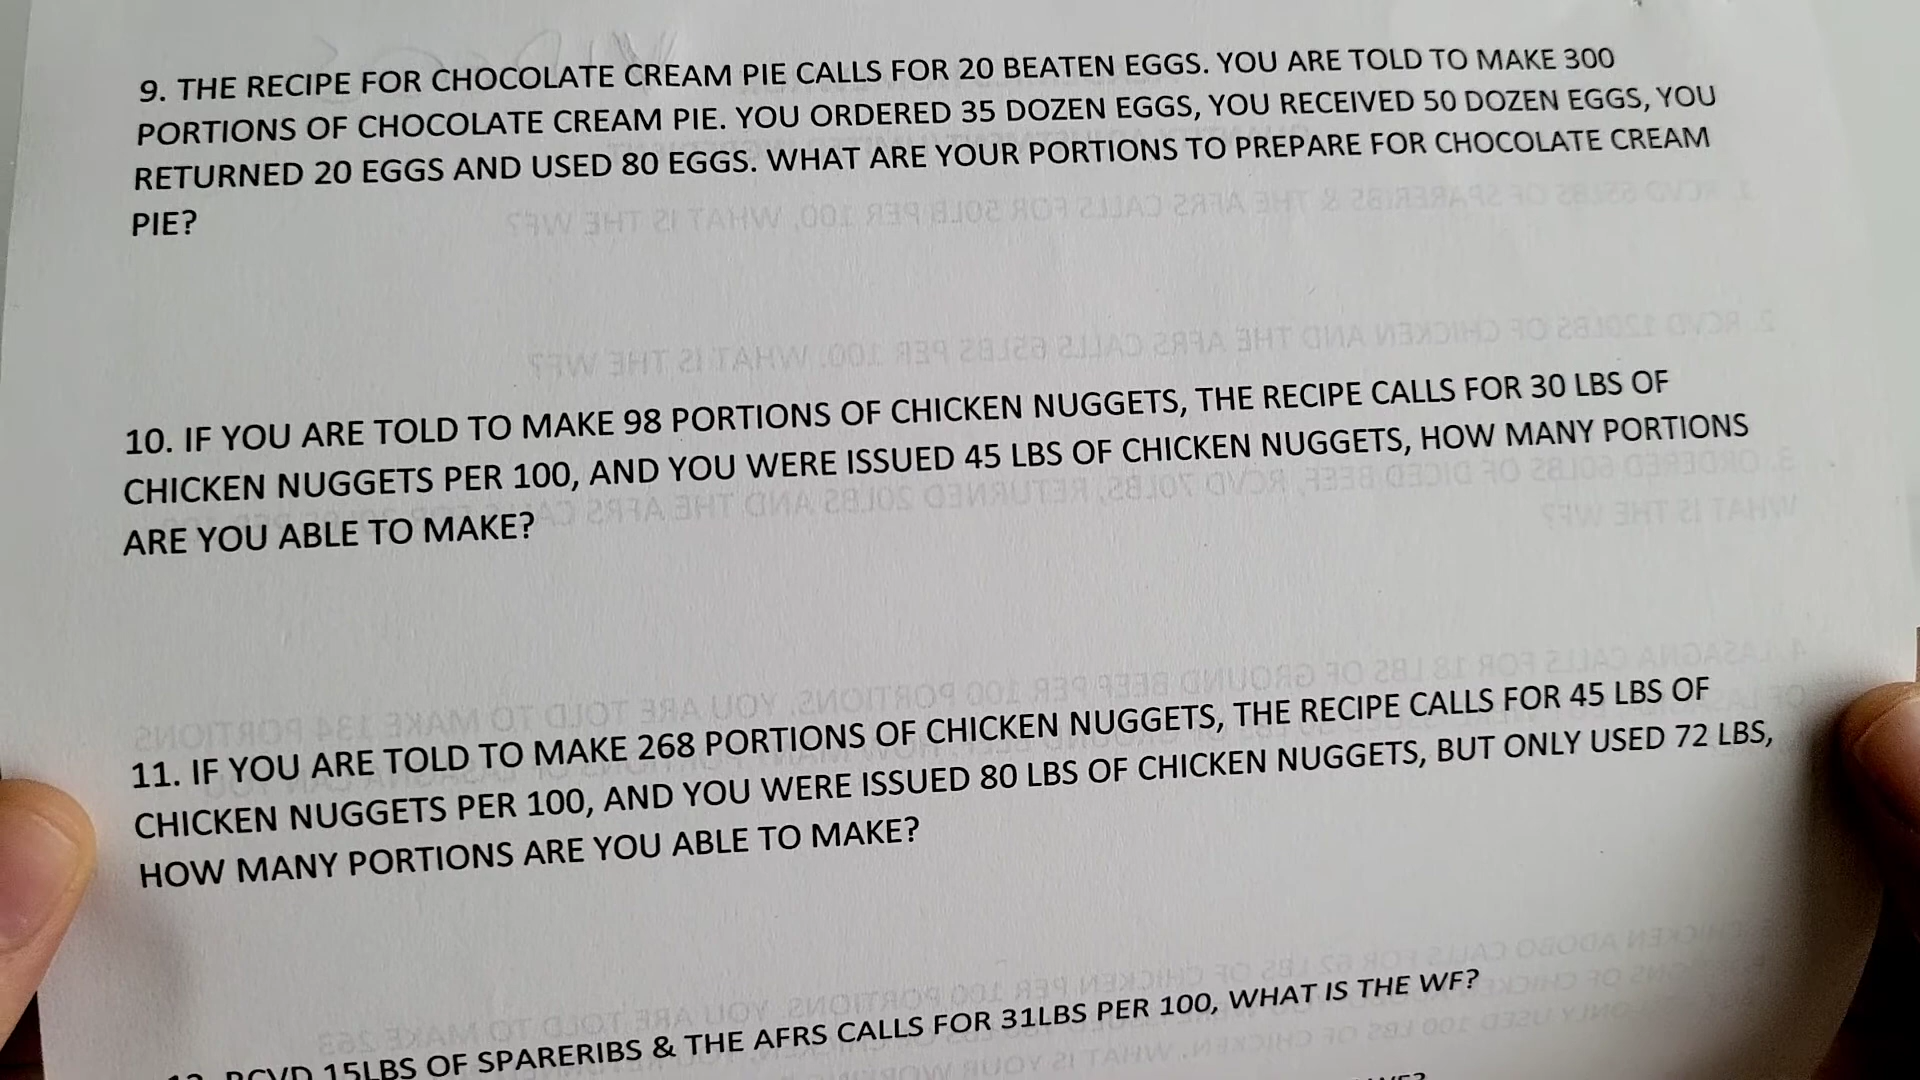 9. THE RECIPE FOR CHOCOLATE CREAM PIE CALLS FOR 20 BEATEN EGGS. YOU ARE TOLD TO MAKE 300
PORTIONS OF CHOCOLATE CREAM PIE. YOU ORDERED 35 DOZEN EGGS, YOU RECEIVED 50 DOZEN EGGS, YOU
RETURNED 20 EGGS AND USED 80 EGGS. WHAT ARE YOUR PORTIONS TO PREPARE FOR CHOCOLATE CREAM
PIE?
10. IF YOU ARE TOLD TO MAKE 98 PORTIONS OF CHICKEN NUGGETS, THE RECIPE CALLS FOR 30 LBS OF
CHICKEN NUGGETS PER 100, AND YOU WERE ISSUED 45 LBS OF CHICKEN NUGGETS, HOW MANY PORTIONS
ARE YOU ABLE TO MAKE?
11. IF YOU ARE TOLD TO MAKE 268 PORTIONS OF CHICKEN NUGGETS, THE RECIPE CALLS FOR 45 LBS OF
CHICKEN NUGGETS PER 100, AND YOU WERE ISSUED 80 LBS OF CHICKEN NUGGETS, BUT ONLY USED 72 LBS,
HOW MANY PORTIONS ARE YOU ABLE TO MAKE?
12. RCVD 15LBS OF SPARERIBS & THE AFRS CALLS FOR 31LBS PER 100, WHAT IS THE WF?